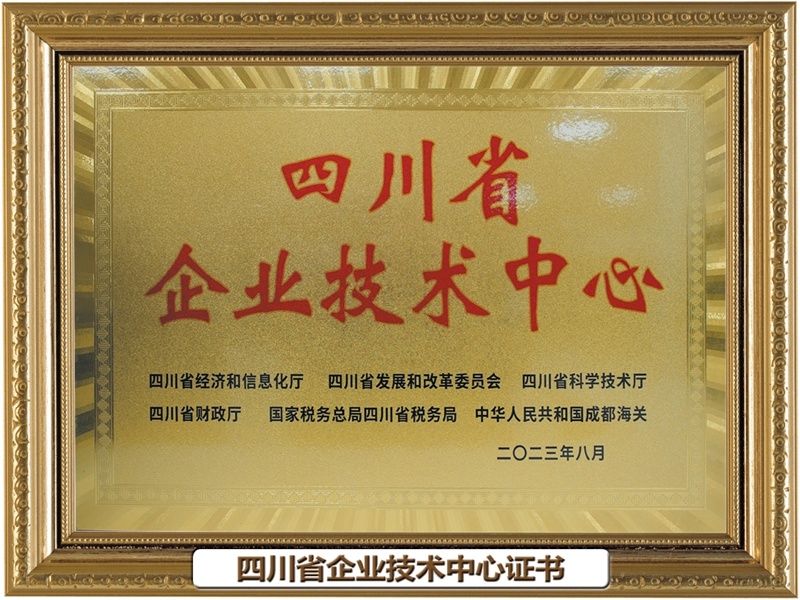 四川省
企业技术中心
四川省经济和信息化厅 四川省发展和改革委员会 四川省科学技术厅
四川省财政厅 国家税务总局四川省税务局 中华人民共和国成都海关
二〇二三年八月
四川省企业技术中心证书